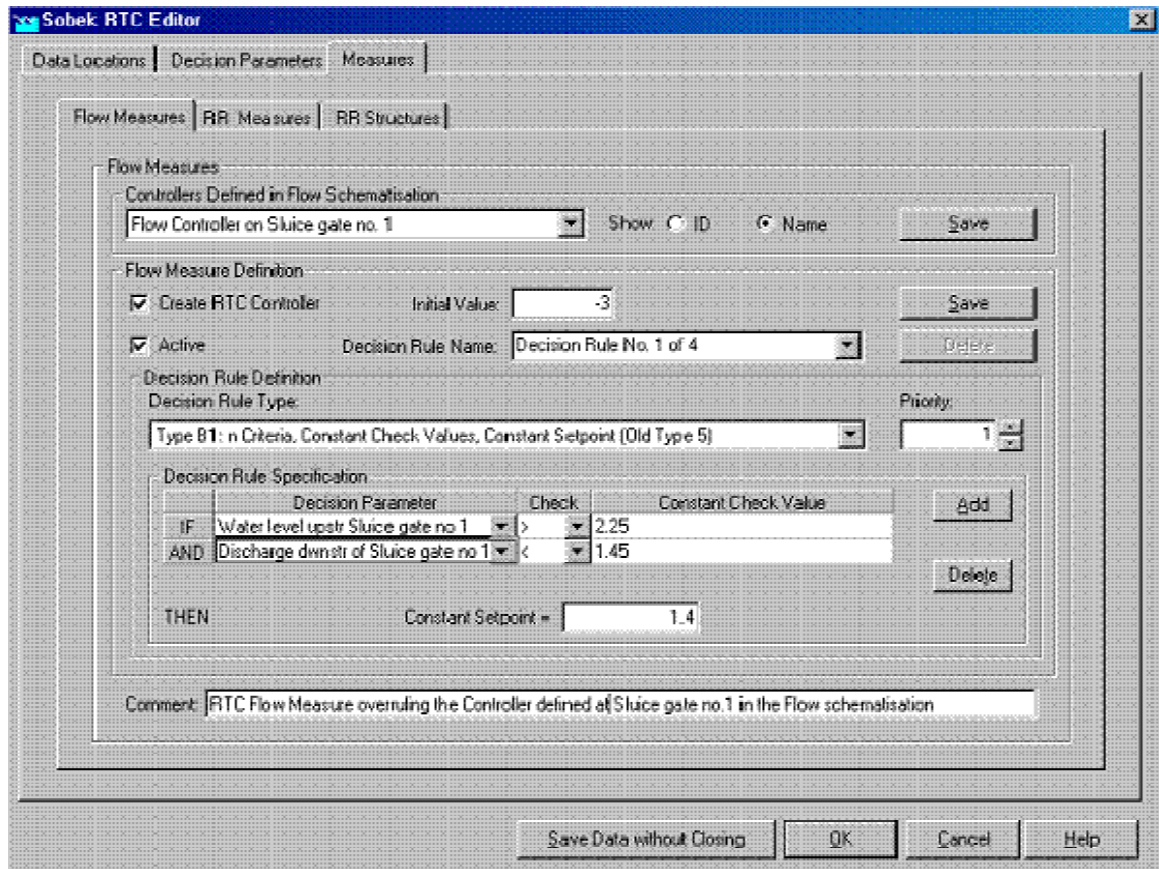 Sobek RTC Editor
Data Locations Decision Parameters Measures
Flow Measures RR Measures RR Structures
Flow Measures
Controllers Defined in Flow Schematisation
Flow Controller on Sluice gate no. 1 Show: ID Name Save
Flow Measure Definition
Create RTC Controller Initial Value: -3 Save
Active Decision Rule Name: Decision Rule No. 1 of 4 Delete
Decision Rule Definition
Decision Rule Type: Priority:
Type B1: n Criteria, Constant Check Values, Constant Setpoint (Old Type 5) 1
Decision Rule Specification
Decision Parameter Check Constant Check Value Add
IF Water level upstr Sluice gate no 1 > 2.25
AND Discharge dwnstr of Sluice gate no 1 < 1.45
Delete
THEN Constant Setpoint = 1.4
Comment: RTC Flow Measure overruling the Controller defined at Sluice gate no.1 in the Flow schematisation
Save Data without Closing OK Cancel Help